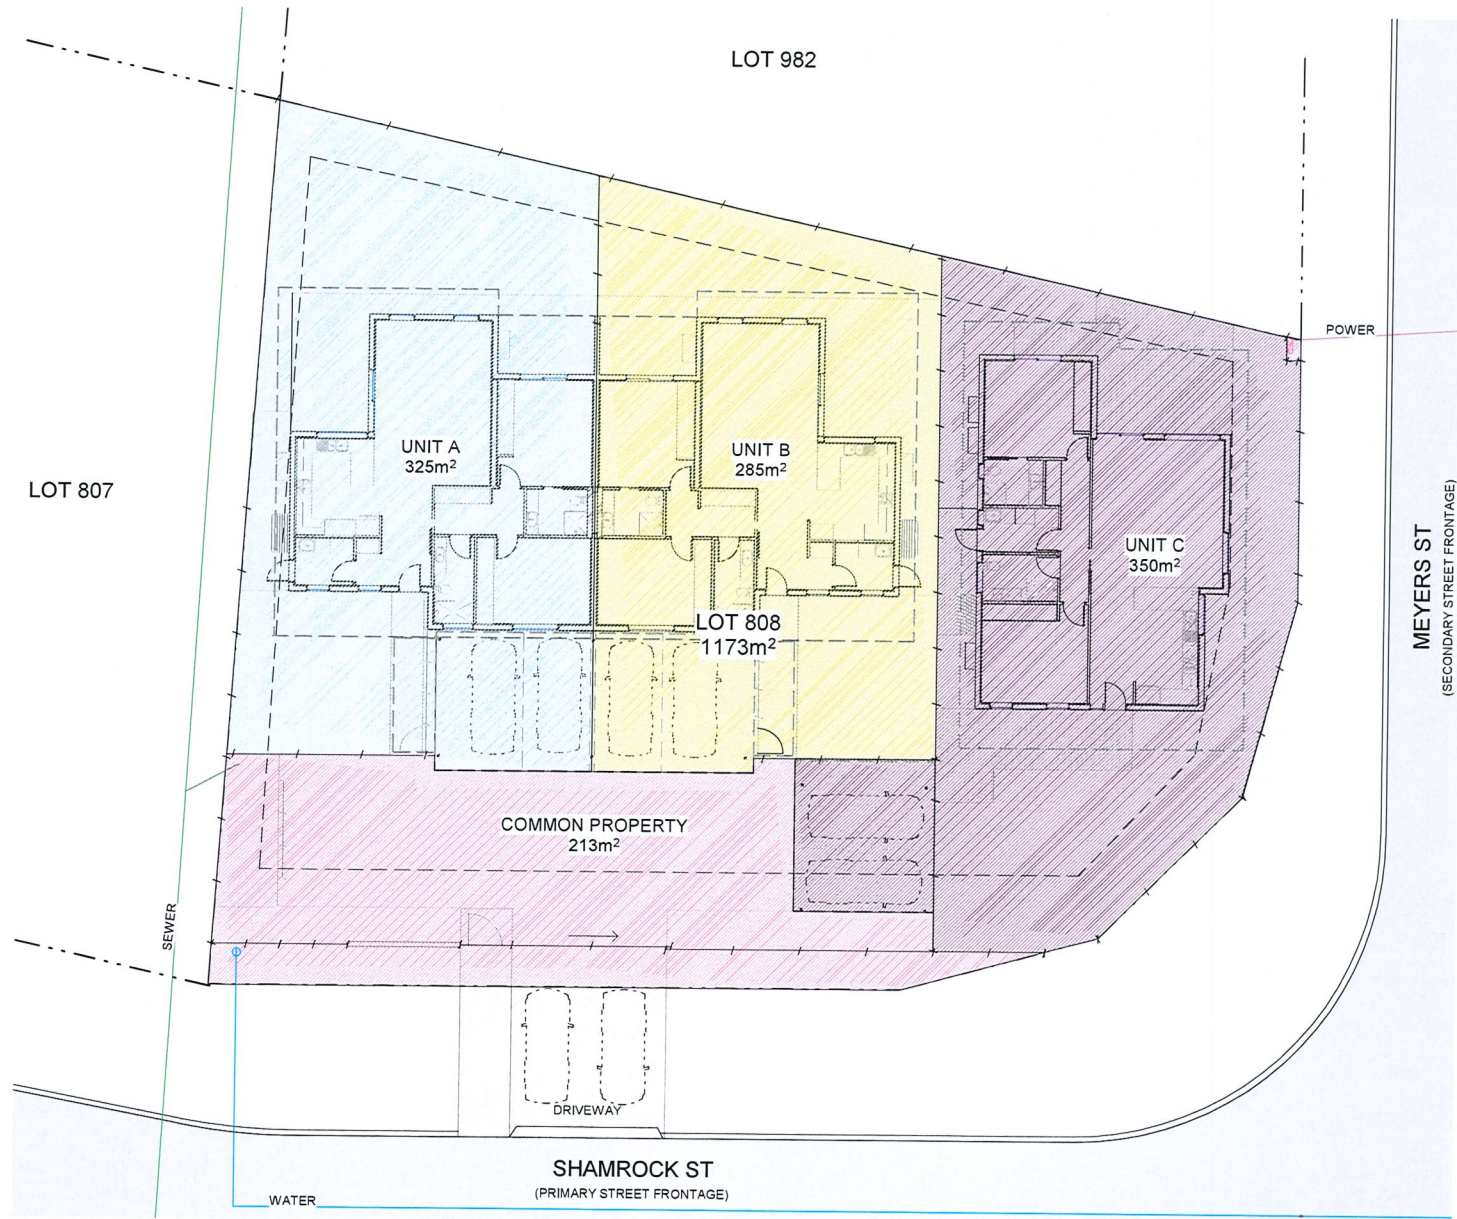 LOT 982
POWER
UNIT A
325m²
UNIT B
285m²
LOT 807
UNIT C
350m²
MEYERS ST
(SECONDARY STREET FRONTAGE)
LOT 808
1173m²
COMMON PROPERTY
213m²
SEWER
DRIVEWAY
SHAMROCK ST
(PRIMARY STREET FRONTAGE)
WATER